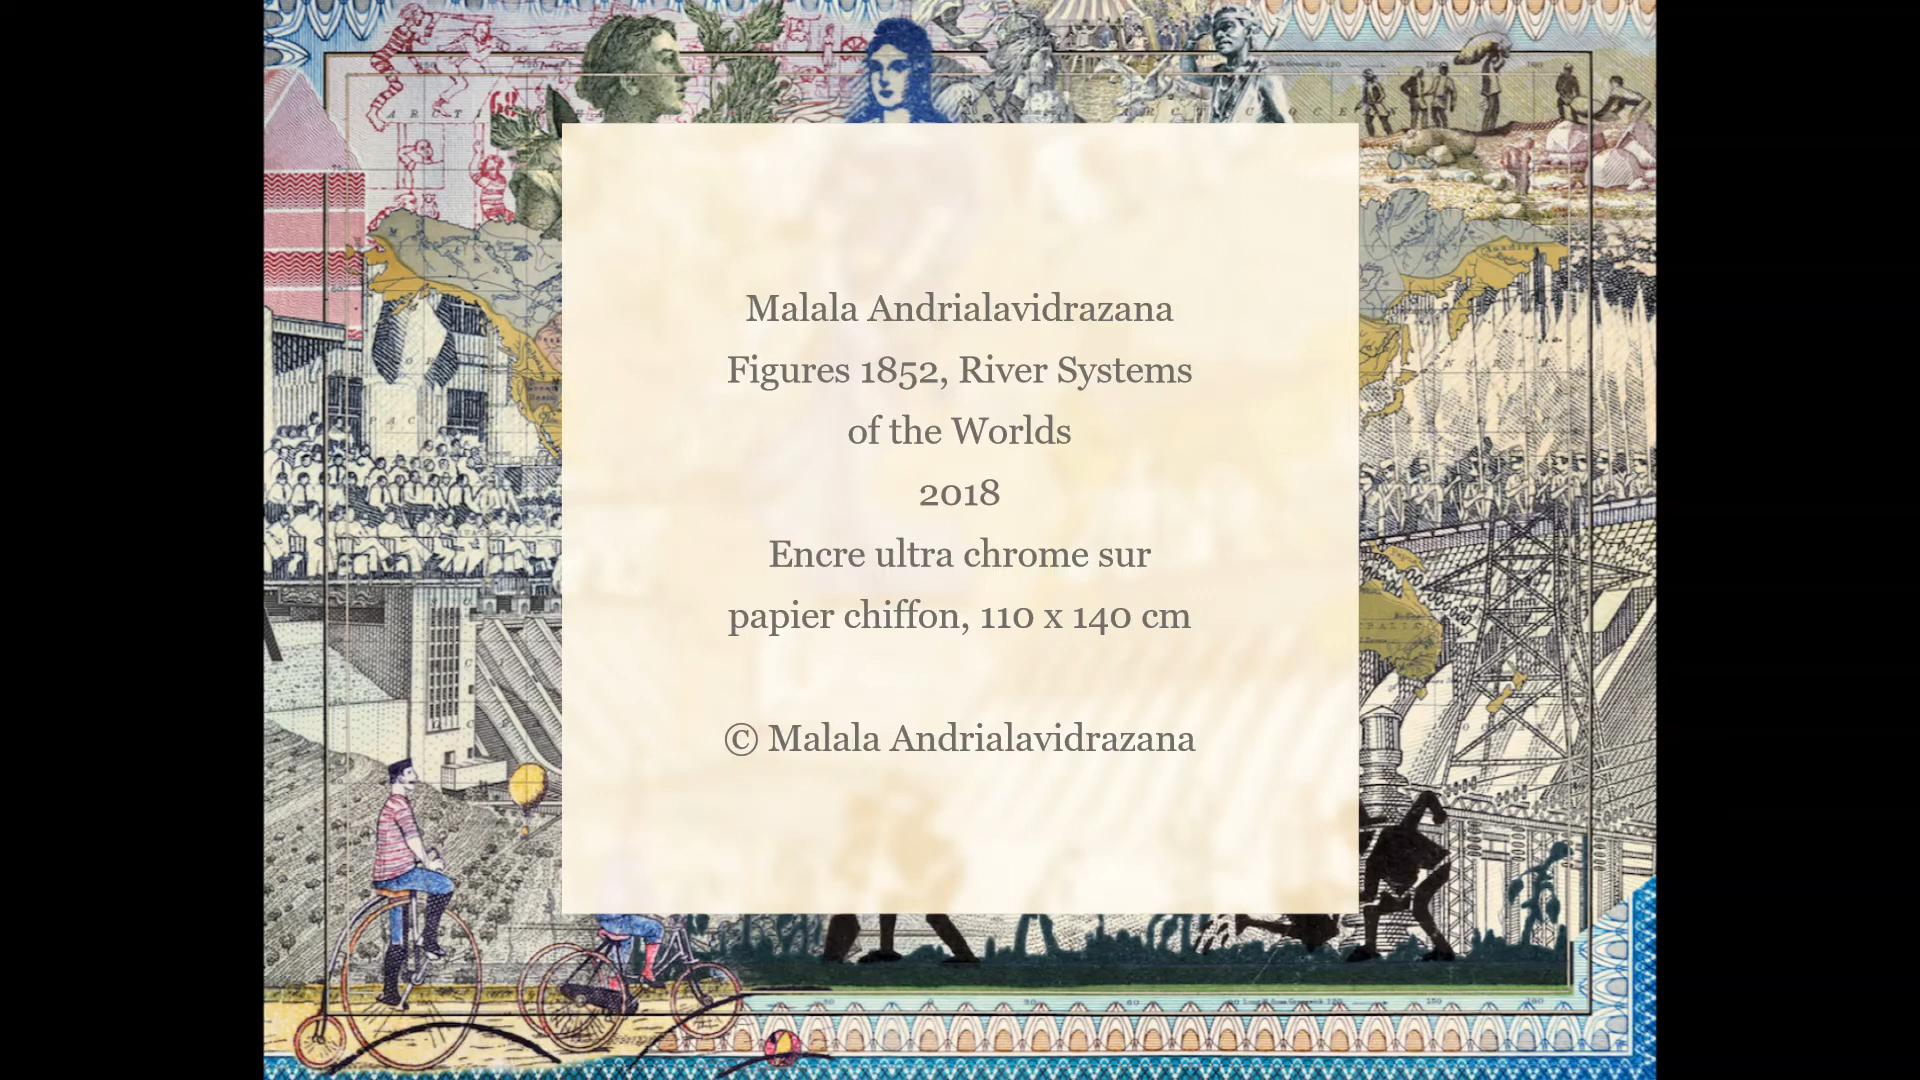 Malala Andrialavidrazana
Figures 1852, River Systems
of the Worlds
2018
Encre ultra chrome sur
papier chiffon, 110 x 140 cm
© Malala Andrialavidrazana